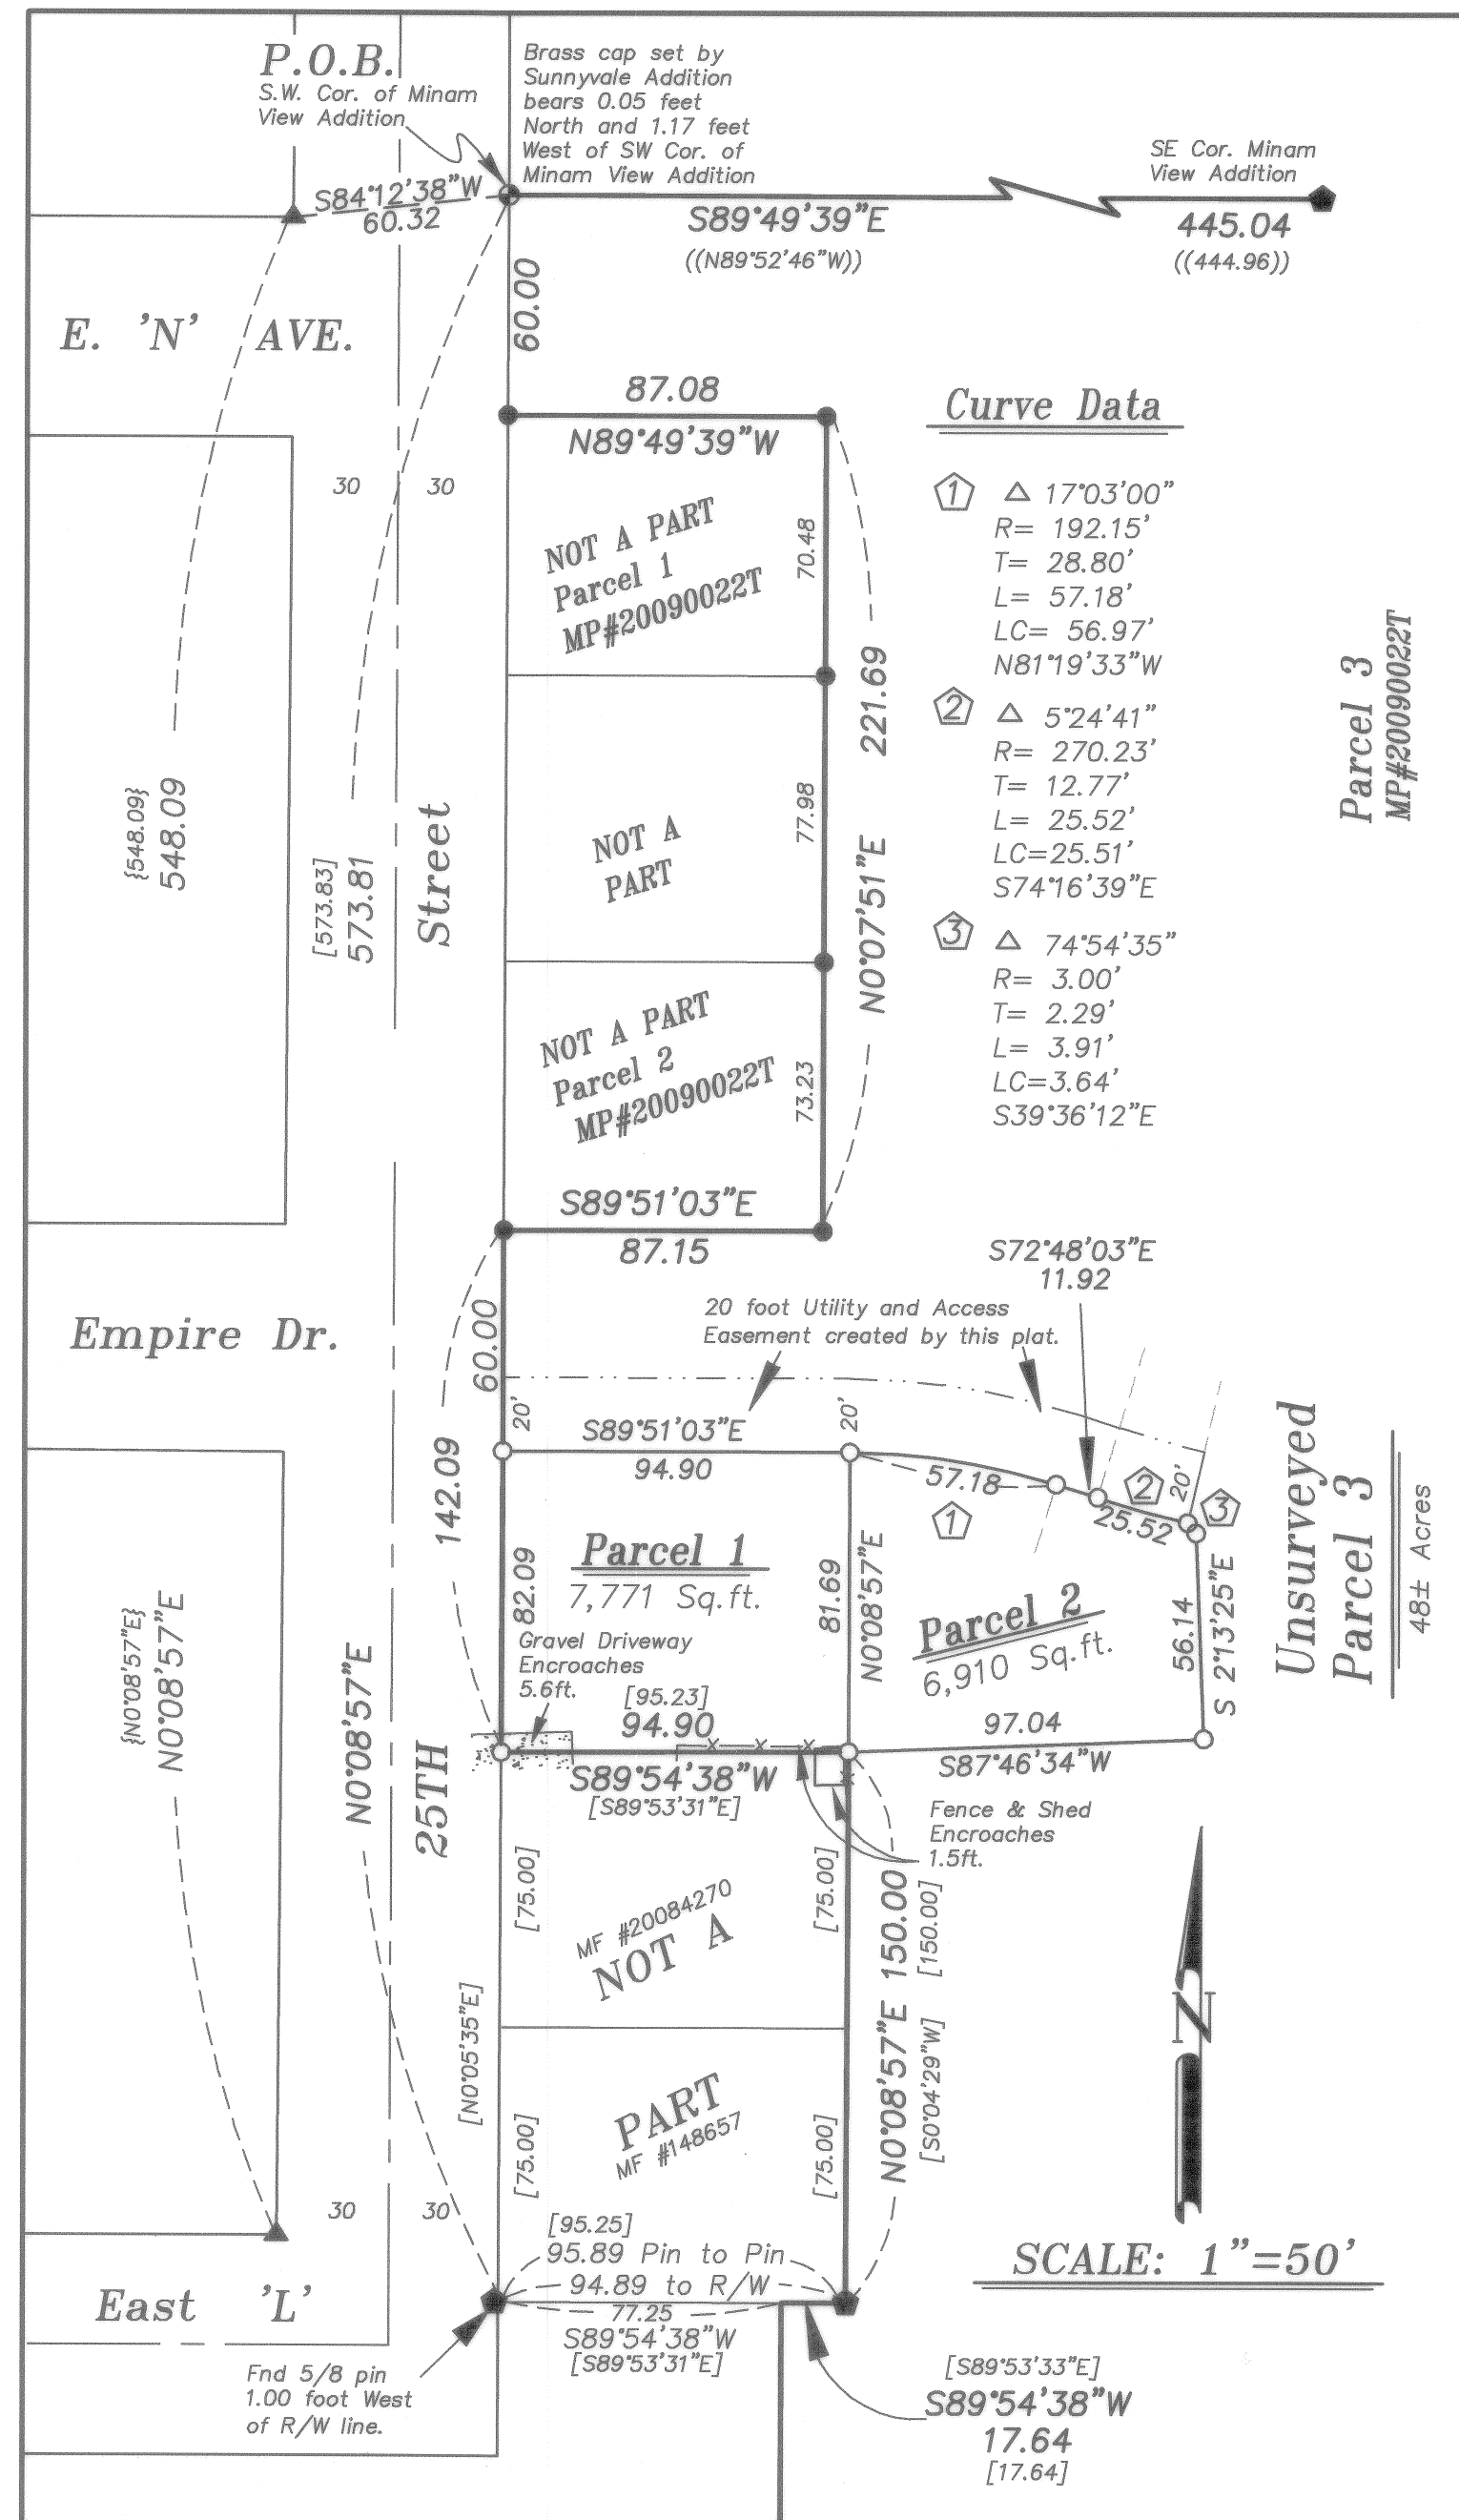 P.O.B.
S.W. Cor. of Minam
View Addition
Brass cap set by
Sunnyvale Addition
bears 0.05 feet
North and 1.17 feet
West of SW Cor. of
Minam View Addition
SE Cor. Minam
View Addition
S84°12'38"W
60.32
S89°49'39"E
((N89°52'46"W))
445.04
((444.96))
60.00
E. 'N' AVE.
87.08
N89°49'39"W
30
30
NOT A PART
Parcel 1
MP#20090022T
70.48
221.69
N0°07'51"E
Curve Data
1 △ 17°03'00"
R= 192.15'
T= 28.80'
L= 57.18'
LC= 56.97'
N81°19'33"W
2 △ 5°24'41"
R= 270.23'
T= 12.77'
L= 25.52'
LC=25.51'
S74°16'39"E
3 △ 74°54'35"
R= 3.00'
T= 2.29'
L= 3.91'
LC=3.64'
S39°36'12"E
Parcel 3
MP#20090022T
{548.09}
548.09
[573.83]
573.81
Street
NOT A
PART
77.98
NOT A PART
Parcel 2
MP#20090022T
73.23
S89°51'03"E
87.15
S72°48'03"E
11.92
20 foot Utility and Access
Easement created by this plat.
Empire Dr.
60.00
20'
20'
20'
S89°51'03"E
94.90
142.09
57.18
1
25.52
2
3
Parcel 1
7,771 Sq.ft.
82.09
81.69
N0°08'57"E
Parcel 2
6,910 Sq.ft.
56.14
S 2°13'25"E
Unsurveyed
Parcel 3
48± Acres
Gravel Driveway
Encroaches
5.6ft.
[95.23]
94.90
S89°54'38"W
[S89°53'31"E]
97.04
S87°46'34"W
Fence & Shed
Encroaches
1.5ft.
{N0°08'57"E}
N0°08'57"E
N0°08'57"E
25TH
[75.00]
[75.00]
MF #20084270
NOT A
150.00
[150.00]
N0°08'57"E
[S0°04'29"W]
[N0°05'35"E]
PART
MF #148657
[75.00]
[75.00]
N
30
30
[95.25]
95.89 Pin to Pin
94.89 to R/W
77.25
S89°54'38"W
[S89°53'31"E]
SCALE: 1"=50'
East 'L'
Fnd 5/8 pin
1.00 foot West
of R/W line.
[S89°53'33"E]
S89°54'38"W
17.64
[17.64]